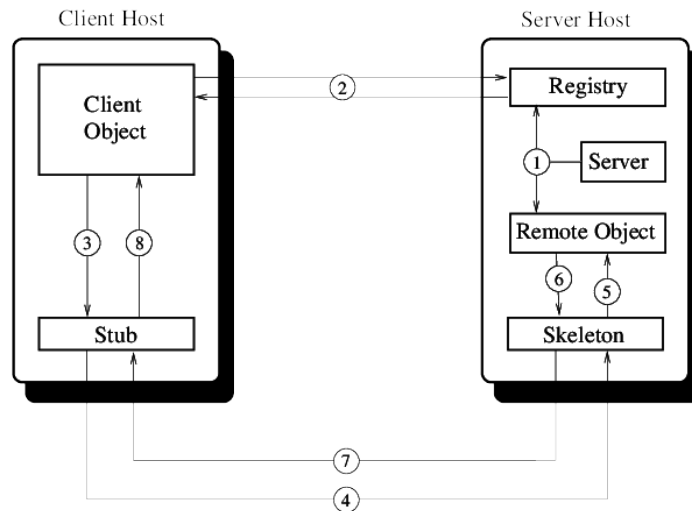 Client Host
Server Host
Client
Object
2
Registry
1
Server
3
8
Remote Object
6
5
Stub
Skeleton
7
4